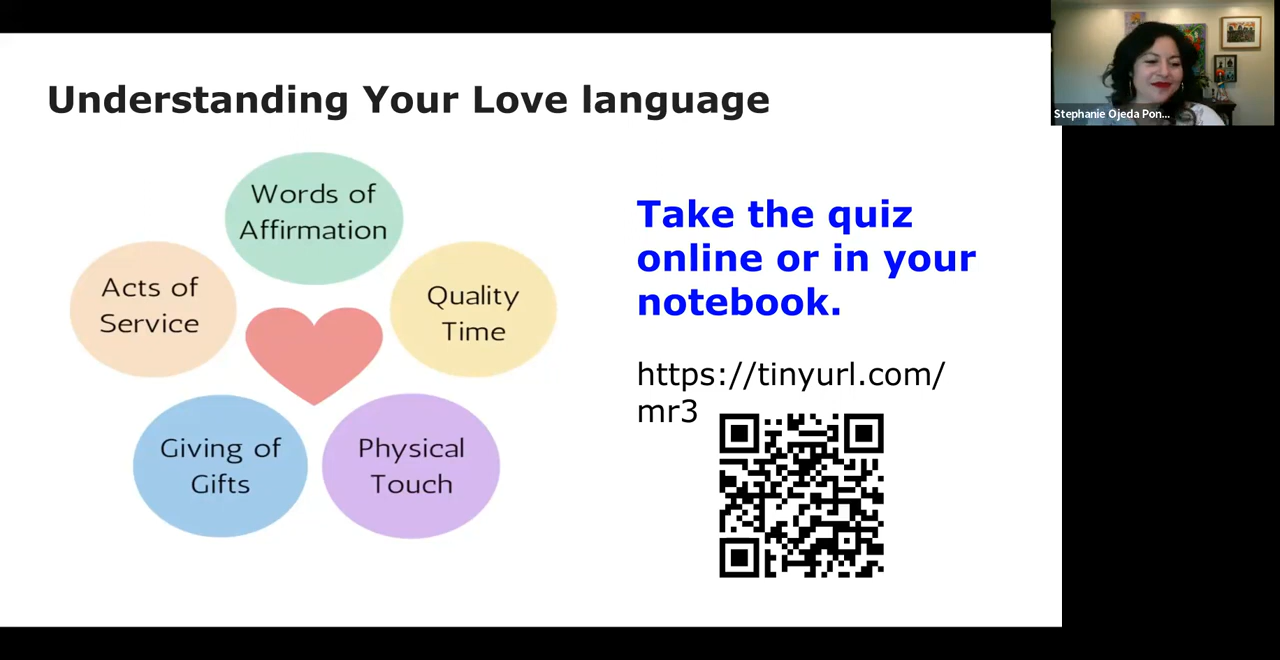 Understanding Your Love language
Words of
Affirmation
Acts of
Service
Quality
Time
Giving of
Gifts
Physical
Touch
Take the quiz
online or in your
notebook.
https://tinyurl.com/
mr3
Stephanie Ojeda Pon...